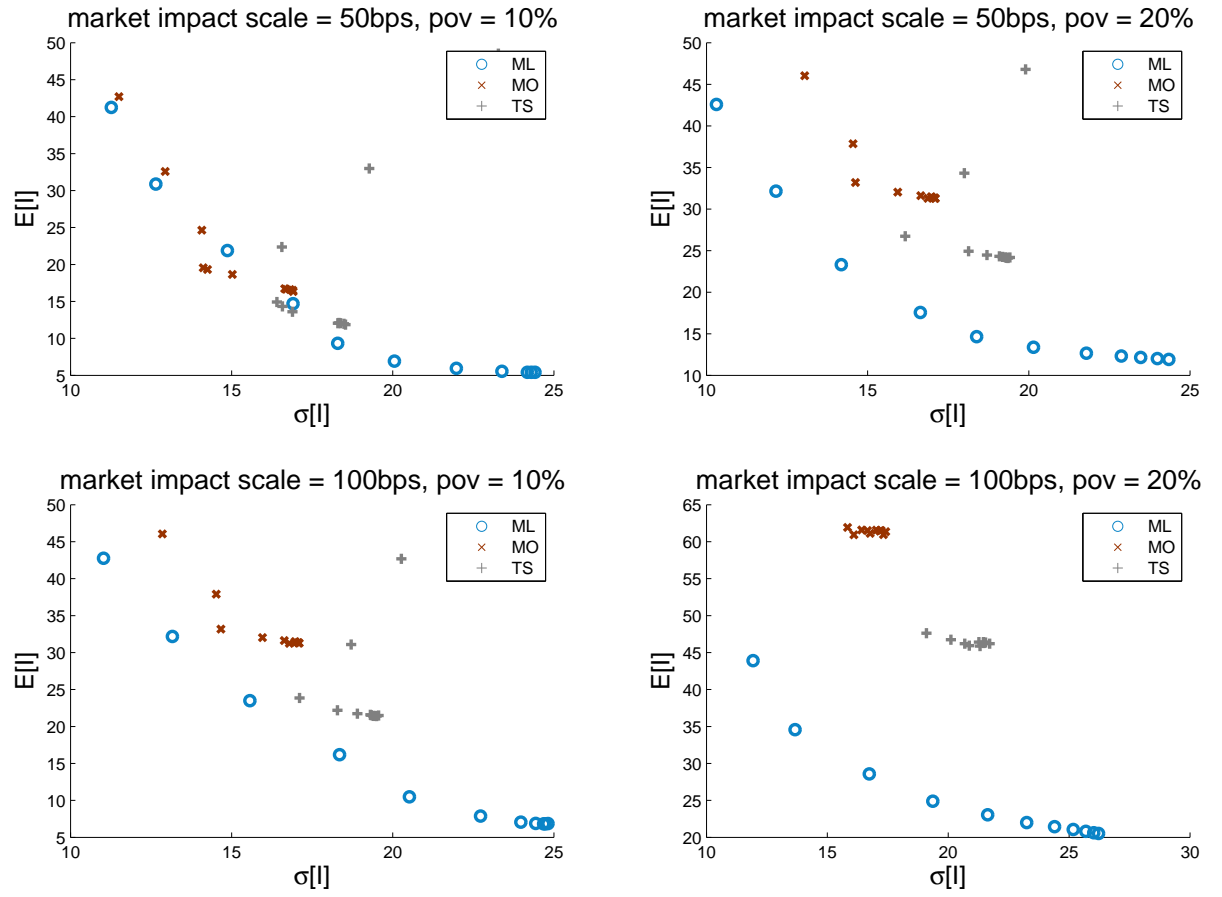 market impact scale = 50bps, pov = 10%
50
45
40
35
30
25
20
15
10
5
10
15
20
25
E[I]
σ[I]
ML
MO
TS
market impact scale = 50bps, pov = 20%
50
45
40
35
30
25
20
15
10
10
15
20
25
E[I]
σ[I]
ML
MO
TS
market impact scale = 100bps, pov = 10%
50
45
40
35
30
25
20
15
10
5
10
15
20
25
E[I]
σ[I]
ML
MO
TS
market impact scale = 100bps, pov = 20%
65
60
55
50
45
40
35
30
25
20
10
15
20
25
30
E[I]
σ[I]
ML
MO
TS